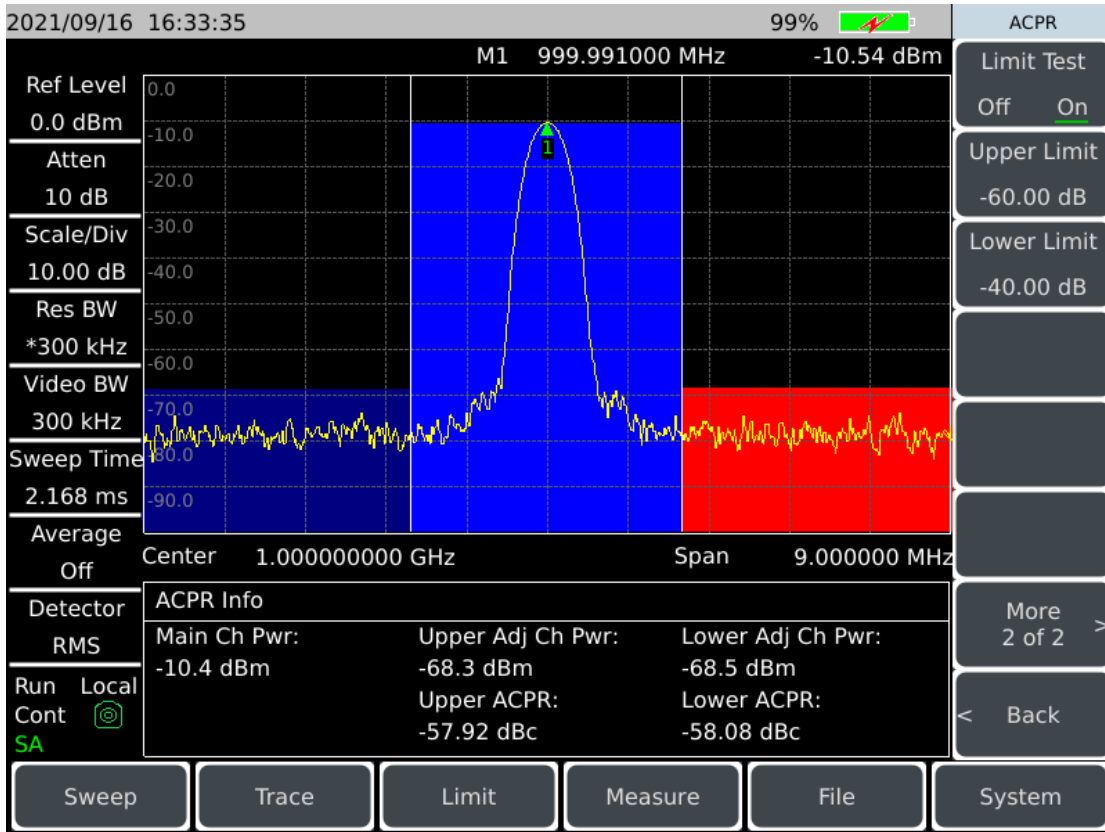 2021/09/16 16:33:35 99% ACPR
M1 999.991000 MHz -10.54 dBm
Ref Level
0.0 dBm
Atten
10 dB
Scale/Div
10.00 dB
Res BW
*300 kHz
Video BW
300 kHz
Sweep Time
2.168 ms
Average
Off
Detector
RMS
Run Local
Cont
SA
0.0
-10.0
-20.0
-30.0
-40.0
-50.0
-60.0
-70.0
-80.0
-90.0
1
Center 1.000000000 GHz Span 9.0000000 MHz
ACPR Info
Main Ch Pwr: Upper Adj Ch Pwr: Lower Adj Ch Pwr:
-10.4 dBm -68.3 dBm -68.5 dBm
Upper ACPR: Lower ACPR:
-57.92 dBc -58.08 dBc
Limit Test
Off On
Upper Limit
-60.00 dB
Lower Limit
-40.00 dB
More >
2 of 2
< Back
Sweep Trace Limit Measure File System